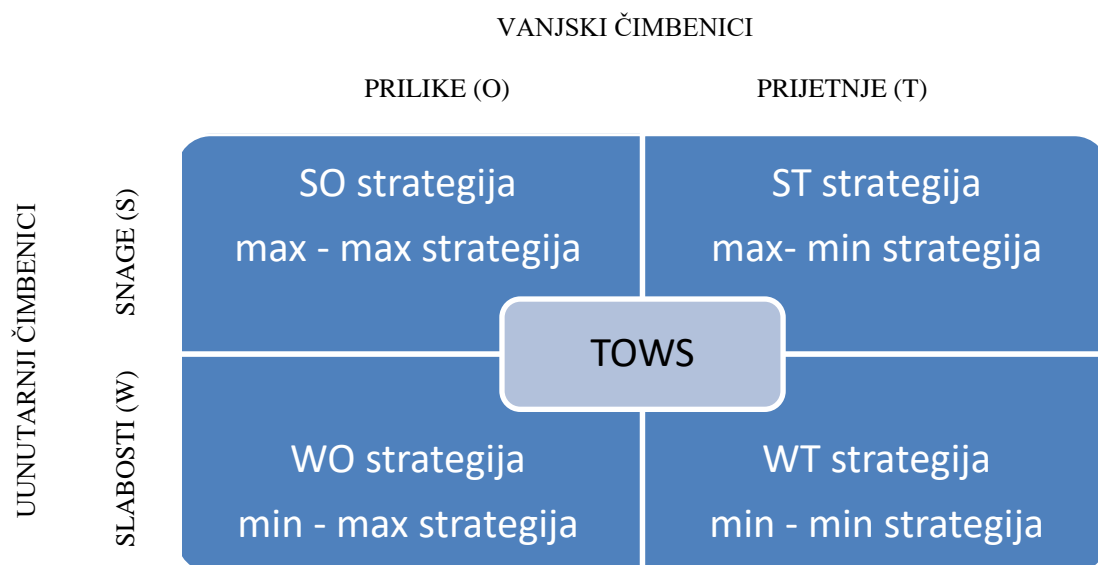 VANJSKI ČIMBENICI
PRILIKE (O)
PRIJETNJE (T)
UUNUTARNJI ČIMBENICI
SNAGE (S)
SO strategija
max - max strategija
ST strategija
max- min strategija
TOWS
SLABOSTI (W)
WO strategija
min - max strategija
WT strategija
min - min strategija